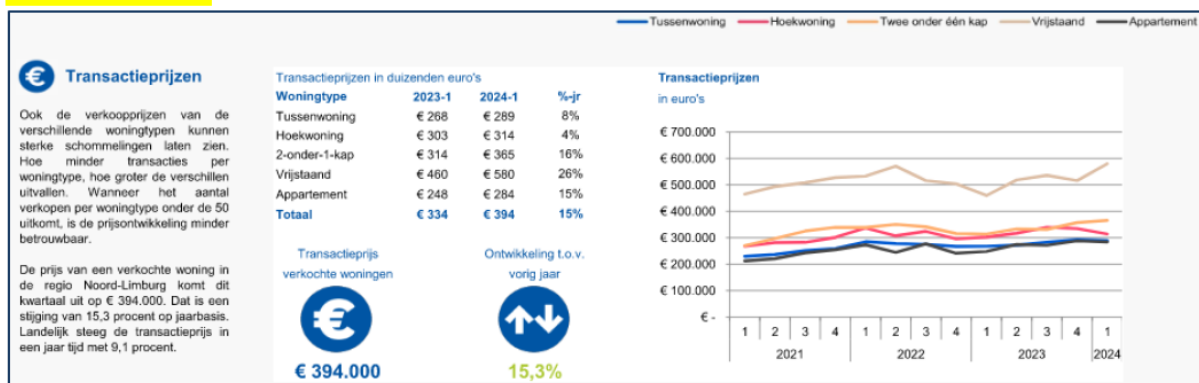 Tussenwoning Hoekwoning Twee onder één kap Vrijstaand Appartement
Transactieprijzen
Ook de verkoopprijzen van de
verschillende woningtypen kunnen
sterke schommelingen laten zien.
Hoe minder transacties per
woningtype, hoe groter de verschillen
uitvallen. Wanneer het aantal
verkopen per woningtype onder de 50
uitkomt, is de prijsontwikkeling minder
betrouwbaar.
De prijs van een verkochte woning in
de regio Noord-Limburg komt dit
kwartaal uit op € 394.000. Dat is een
stijging van 15,3 procent op jaarbasis.
Landelijk steeg de transactieprijs in
een jaar tijd met 9,1 procent.
Transactieprijzen in duizenden euro's
Woningtype 2023-1 2024-1 %-jr
Tussenwoning € 268 € 289 8%
Hoekwoning € 303 € 314 4%
2-onder-1-kap € 314 € 365 16%
Vrijstaand € 460 € 580 26%
Appartement € 248 € 284 15%
Totaal € 334 € 394 15%
Transactieprijs
verkochte woningen
€
€ 394.000
Ontwikkeling t.o.v.
vorig jaar
15,3%
Transactieprijzen
in euro's
€ 700.000
€ 600.000
€ 500.000
€ 400.000
€ 300.000
€ 200.000
€ 100.000
€ -
1 2 3 4 1 2 3 4 1 2 3 4 1
2021 2022 2023 2024